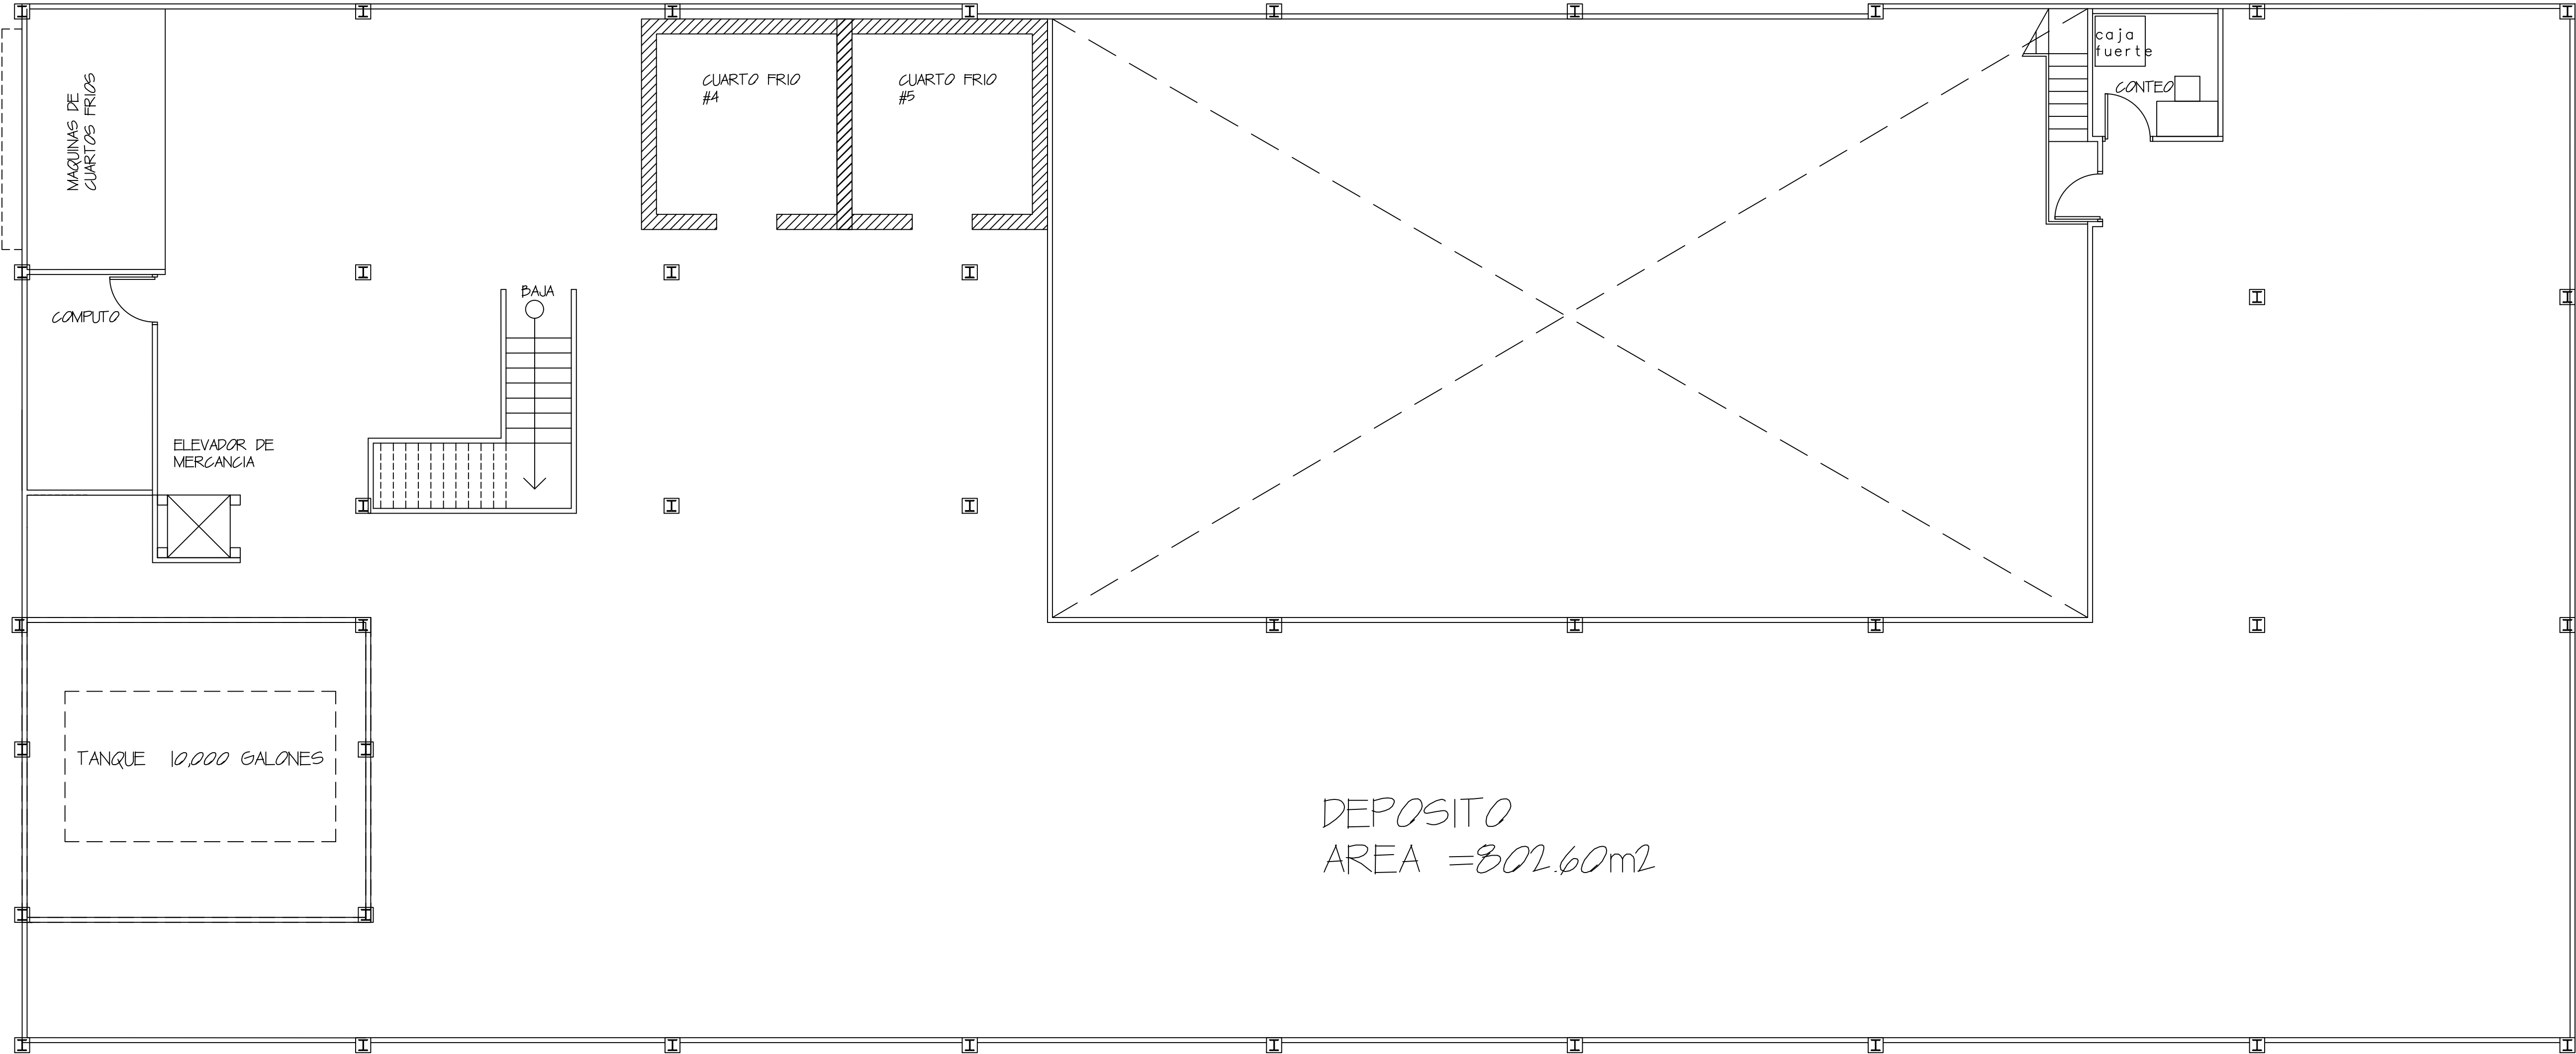 MAQUINAS DE
CUARTOS FRIOS
CUARTO FRIO
#4
CUARTO FRIO
#5
caja
fuerte
CONTEO
COMPUTO
BAJA
ELEVADOR DE
MERCANCIA
TANQUE 10,000 GALONES
DEPOSITO
AREA =802.60m2